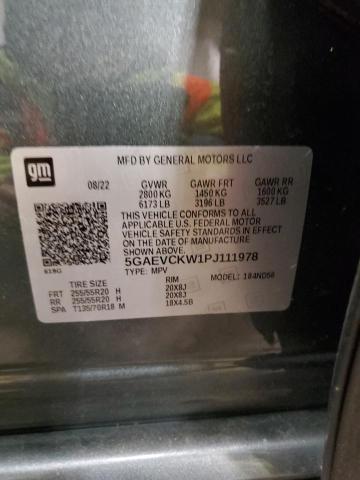 gm
MFD BY GENERAL MOTORS LLC
08/22 GVWR GAWR FRT GAWR RR
2800 KG 1450 KG 1600 KG
6173 LB 3196 LB 3527 LB
THIS VEHICLE CONFORMS TO ALL
APPLICABLE U.S. FEDERAL MOTOR
VEHICLE SAFETY STANDARDS IN EFFECT
ON THE DATE OF MANUFACTURE
SHOWN ABOVE.
5GAEVCKW1PJ111978
TYPE: MPV MODEL: 184ND56
TIRE SIZE RIM
FRT 255/55R20 H 20X8J
RR 255/55R20 H 20X8J
SPA T135/70R18 M 18X4.5B